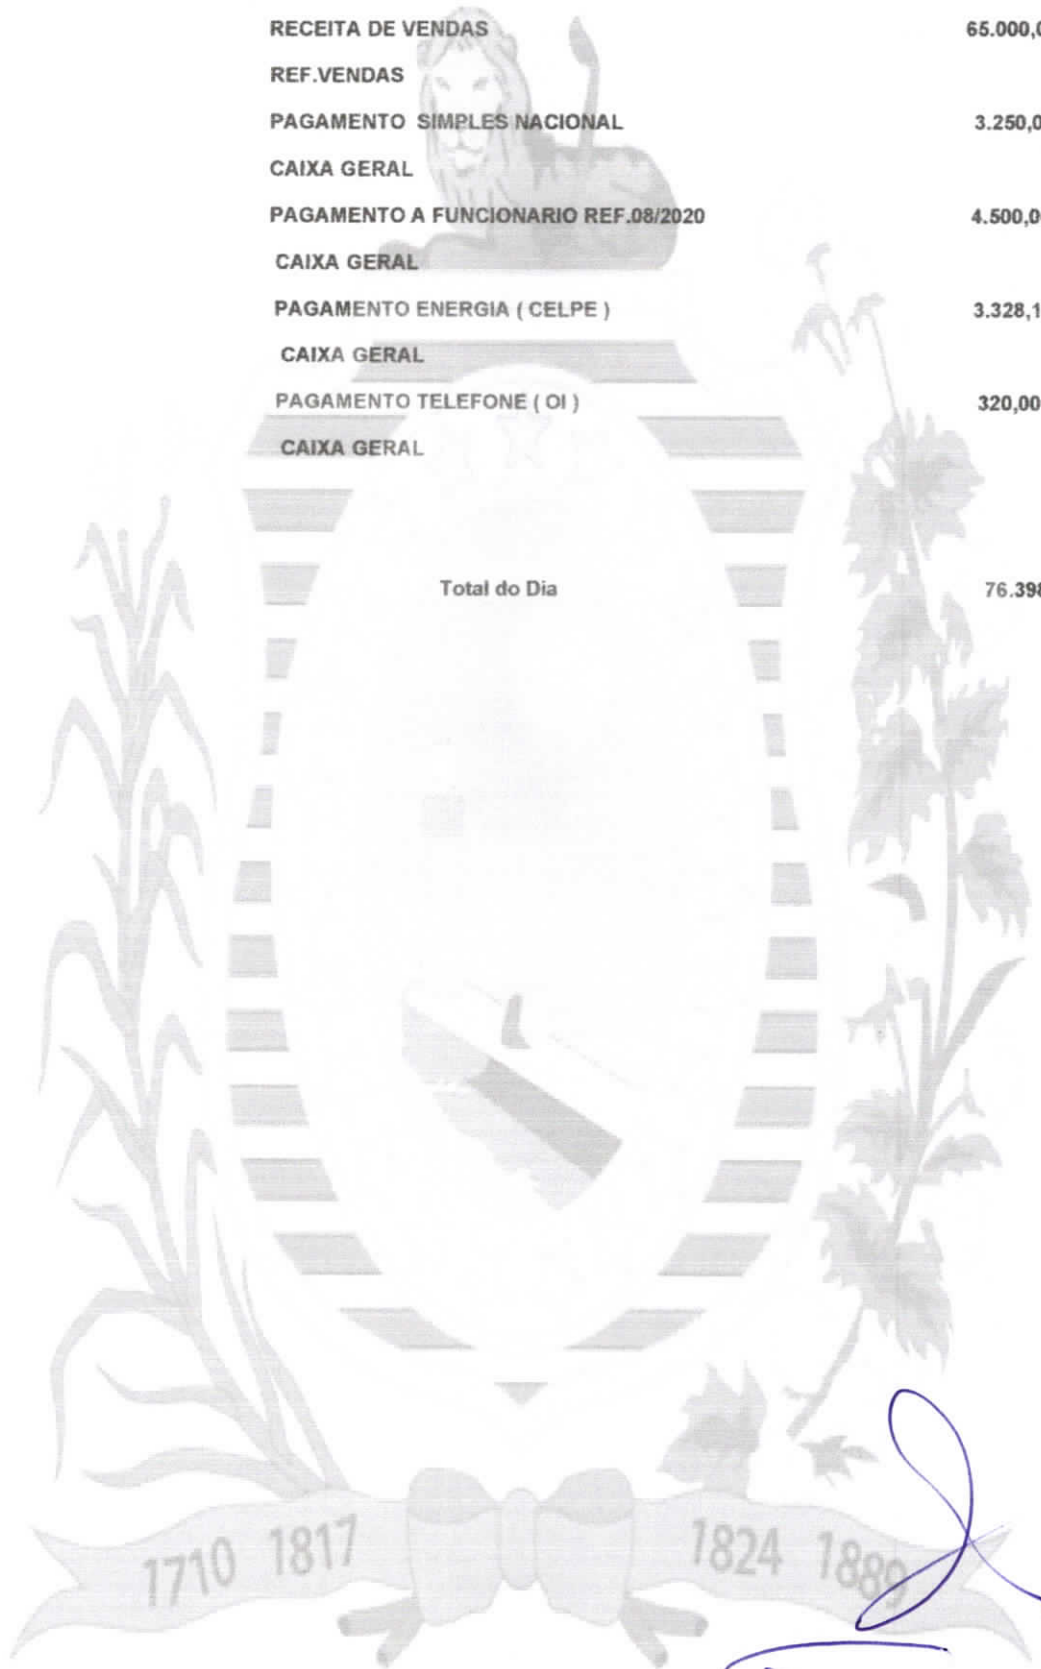 RECEITA DE VENDAS 65.000,0
REF.VENDAS
PAGAMENTO SIMPLES NACIONAL 3.250,0
CAIXA GERAL
PAGAMENTO A FUNCIONARIO REF.08/2020 4.500,0
CAIXA GERAL
PAGAMENTO ENERGIA ( CELPE ) 3.328,1
CAIXA GERAL
PAGAMENTO TELEFONE ( OI ) 320,00
CAIXA GERAL
Total do Dia 76.398
1710 1817 1824 1889